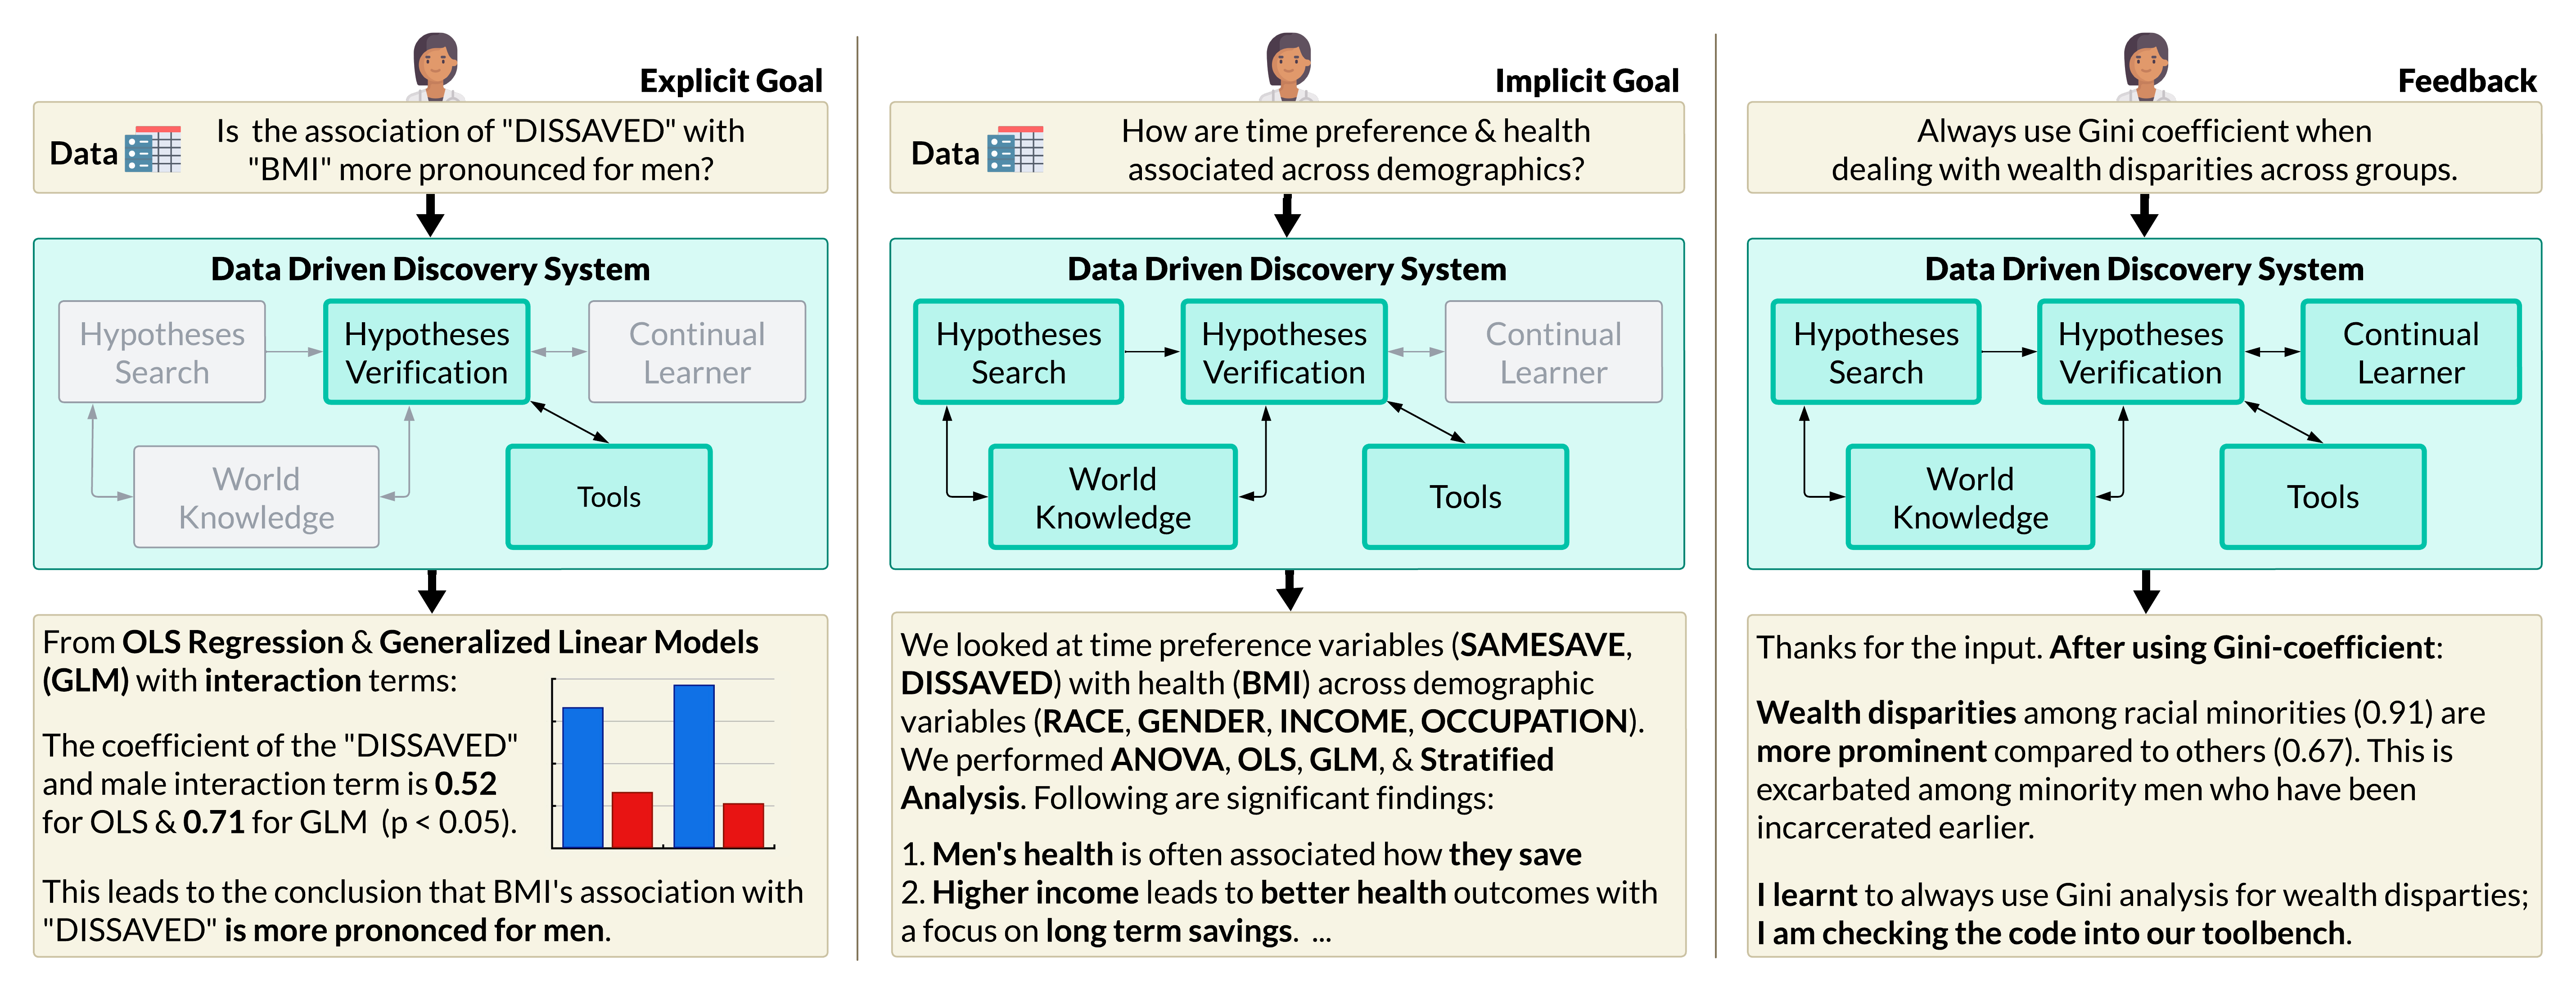 Explicit Goal
Data
Is the association of "DISSAVED" with
"BMI" more pronounced for men?
Data Driven Discovery System
Hypotheses
Search
Hypotheses
Verification
Continual
Learner
World
Knowledge
Tools
From OLS Regression & Generalized Linear Models
(GLM) with interaction terms:
The coefficient of the "DISSAVED"
and male interaction term is 0.52
for OLS & 0.71 for GLM (p < 0.05).
This leads to the conclusion that BMI's association with
"DISSAVED" is more prononced for men.
Implicit Goal
Data
How are time preference & health
associated across demographics?
Data Driven Discovery System
Hypotheses
Search
Hypotheses
Verification
Continual
Learner
World
Knowledge
Tools
We looked at time preference variables (SAMESAVE,
DISSAVED) with health (BMI) across demographic
variables (RACE, GENDER, INCOME, OCCUPATION).
We performed ANOVA, OLS, GLM, & Stratified
Analysis. Following are significant findings:
1. Men's health is often associated how they save
2. Higher income leads to better health outcomes with
a focus on long term savings. ...
Feedback
Always use Gini coefficient when
dealing with wealth disparities across groups.
Data Driven Discovery System
Hypotheses
Search
Hypotheses
Verification
Continual
Learner
World
Knowledge
Tools
Thanks for the input. After using Gini-coefficient:
Wealth disparities among racial minorities (0.91) are
more prominent compared to others (0.67). This is
excarbated among minority men who have been
incarcerated earlier.
I learnt to always use Gini analysis for wealth disparties;
I am checking the code into our toolbench.